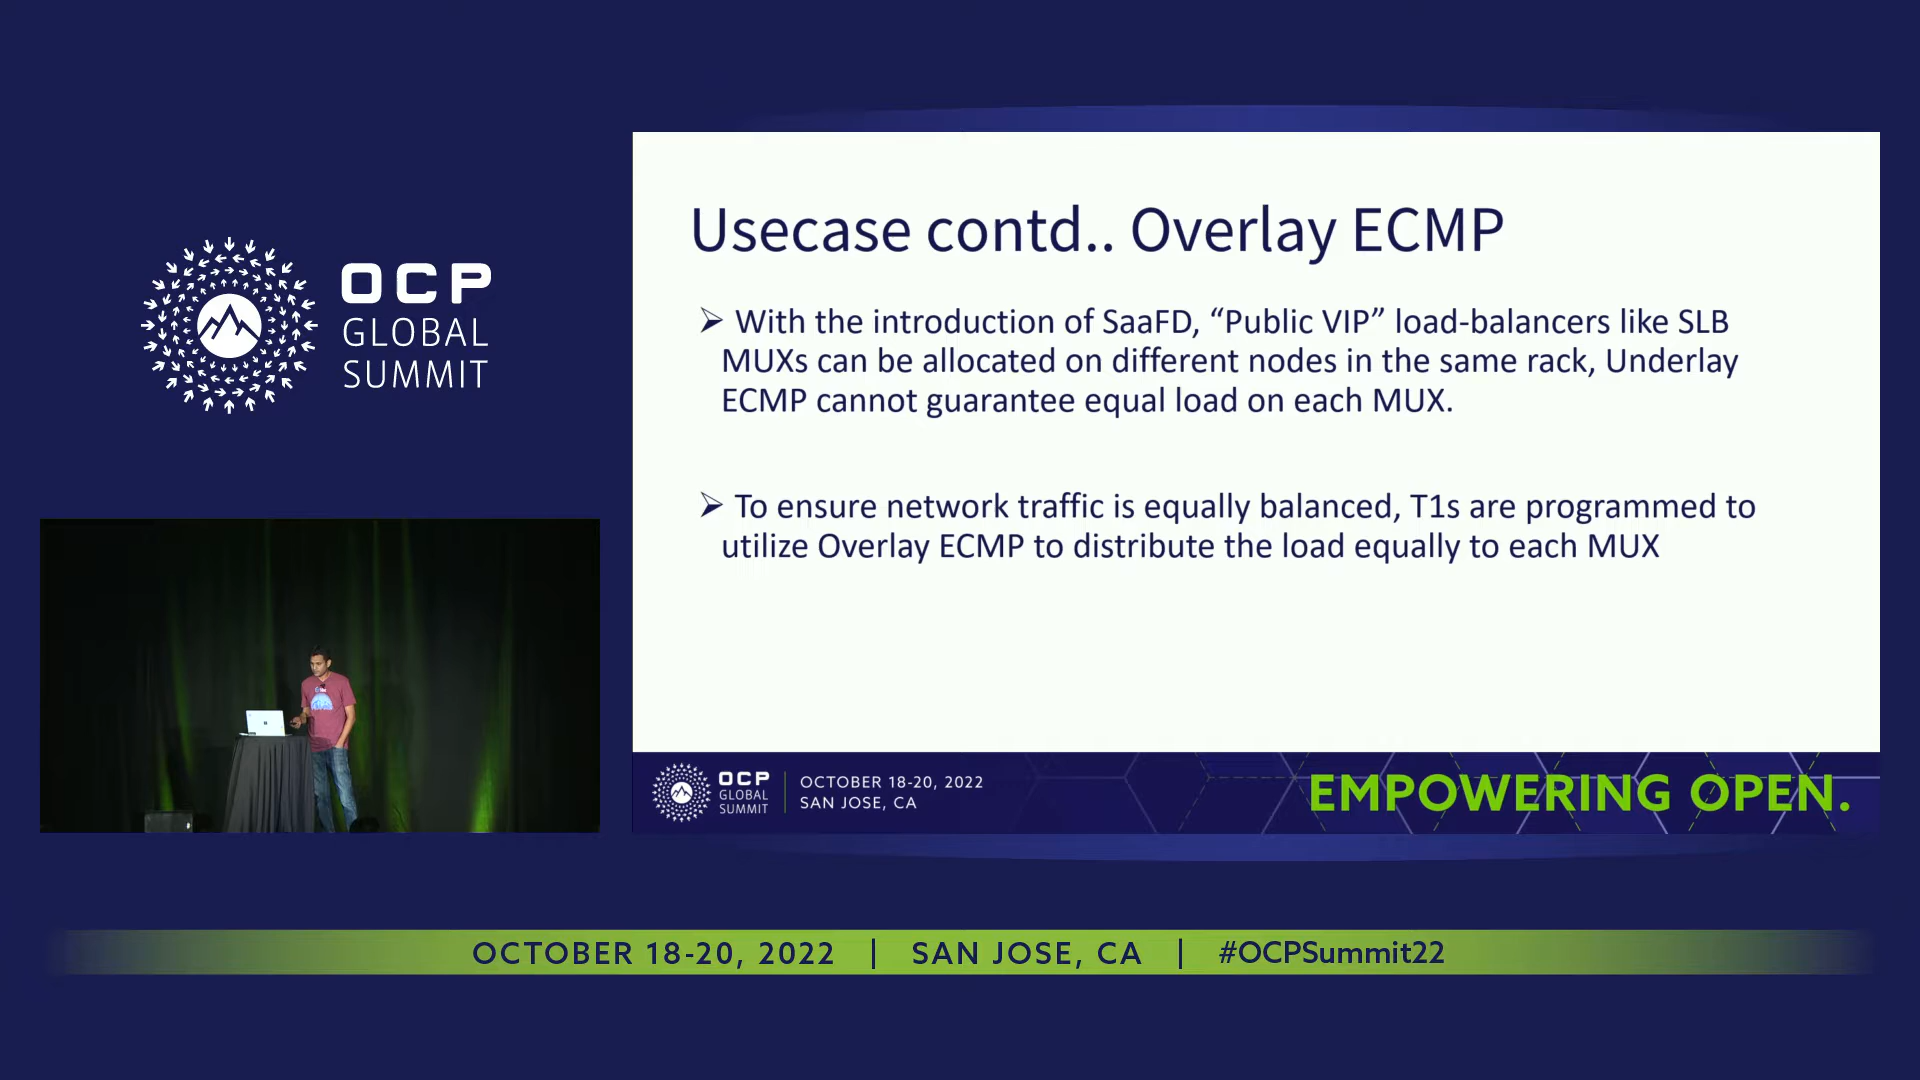 OCP
GLOBAL
SUMMIT
Usecase contd.. Overlay ECMP
➢ With the introduction of SaaFD, “Public VIP” load-balancers like SLB
MUXs can be allocated on different nodes in the same rack, Underlay
ECMP cannot guarantee equal load on each MUX.
➢ To ensure network traffic is equally balanced, T1s are programmed to
utilize Overlay ECMP to distribute the load equally to each MUX
OCP
GLOBAL
SUMMIT
OCTOBER 18-20, 2022
SAN JOSE, CA
EMPOWERING OPEN.
OCTOBER 18-20, 2022 | SAN JOSE, CA | #OCPSummit22